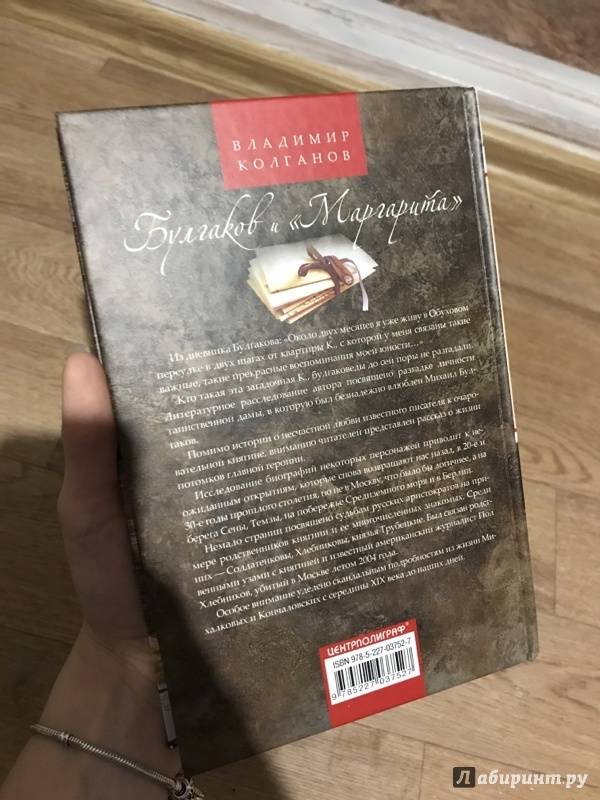 ВЛАДИМИР
КОЛГАНОВ
Булгаков и «Маргарита»
Из дневника Булгакова: «Около двух месяцев я уже живу в Обуховом
переулке в двух шагах от квартиры К., с которой у меня связаны такие
важные, такие прекрасные воспоминания моей юности...»
Кто такая эта загадочная К., булгаковеды до сей поры не разгадали.
Литературное расследование автора посвящено разгадке личности
таинственной дамы, в которую был безнадежно влюблен Михаил Бул-
гаков.
Помимо истории о несчастной любви известного писателя к очаро-
вательной княгине, вниманию читателей представлен рассказ о жизни
потомков главной героини.
Исследование биографий некоторых персонажей приводит к не-
ожиданным открытиям, которые снова возвращают нас назад, в 20-е и
30-е годы прошлого столетия, но не в Москву, что было бы логичнее, а на
берега Сены, Темзы, на побережье Средиземного моря и в Берлин.
Немало страниц посвящено судьбам русских аристократов на при-
мере родственников княгини и ее многочисленных знакомых. Среди
них — Солдатенковы, Хлебниковы, князья Трубецкие. Был связан родст-
венными узами с княгиней и известный американский журналист Пол
Хлебников, убитый в Москве летом 2004 года.
Особое внимание уделено скандальным подробностям из жизни Ми-
халковых и Кончаловских с середины XIX века до наших дней.
ЦЕНТРПОЛИГРАФ®
ISBN 978-5-227-03752-7
9 785227 037527
Лабиринт.ру